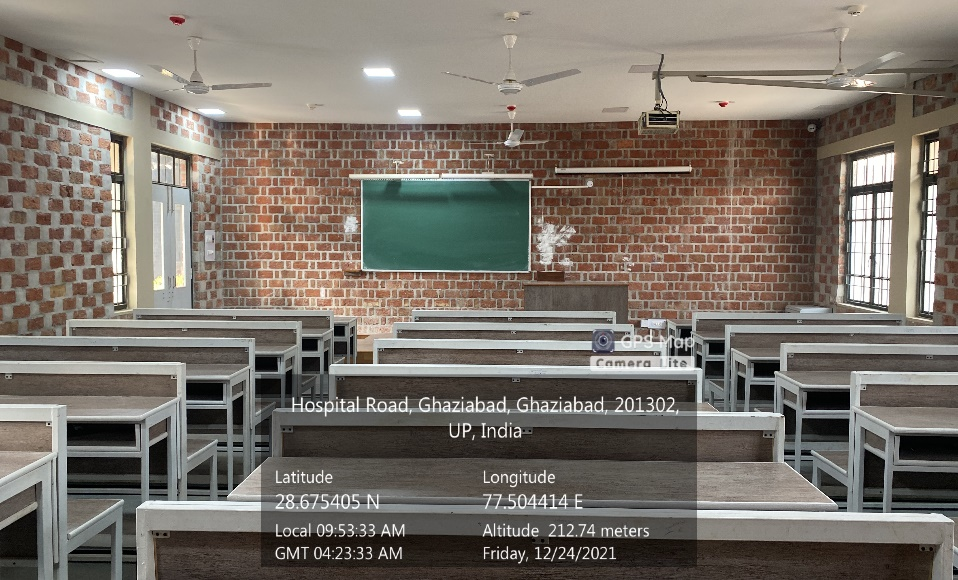 GPS Map
Camera Lite
Hospital Road, Ghaziabad, Ghaziabad, 201302,
UP, India
Latitude
28.675405 N
Longitude
77.504414 E
Local 09:53:33 AM
GMT 04:23:33 AM
Altitude 212.74 meters
Friday, 12/24/2021